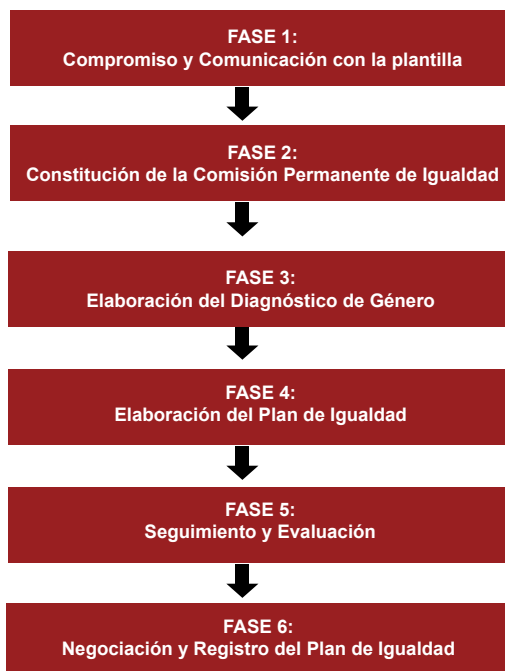 FASE 1:
Compromiso y Comunicación con la plantilla
FASE 2:
Constitución de la Comisión Permanente de Igualdad
FASE 3:
Elaboración del Diagnóstico de Género
FASE 4:
Elaboración del Plan de Igualdad
FASE 5:
Seguimiento y Evaluación
FASE 6:
Negociación y Registro del Plan de Igualdad